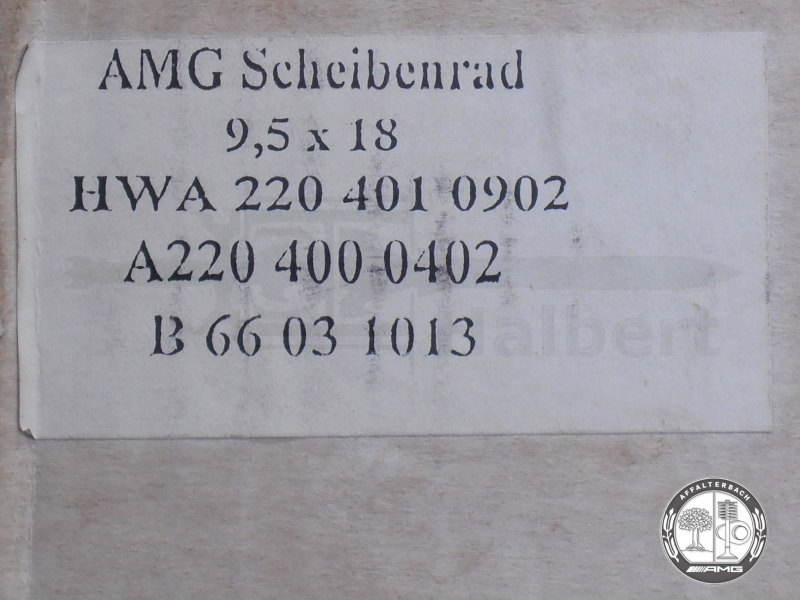 AMG Scheibenrad
9,5 x 18
HWA 220 401 0902
A220 400 0402
B 66 03 1013
AFFALTERBACH
AMG